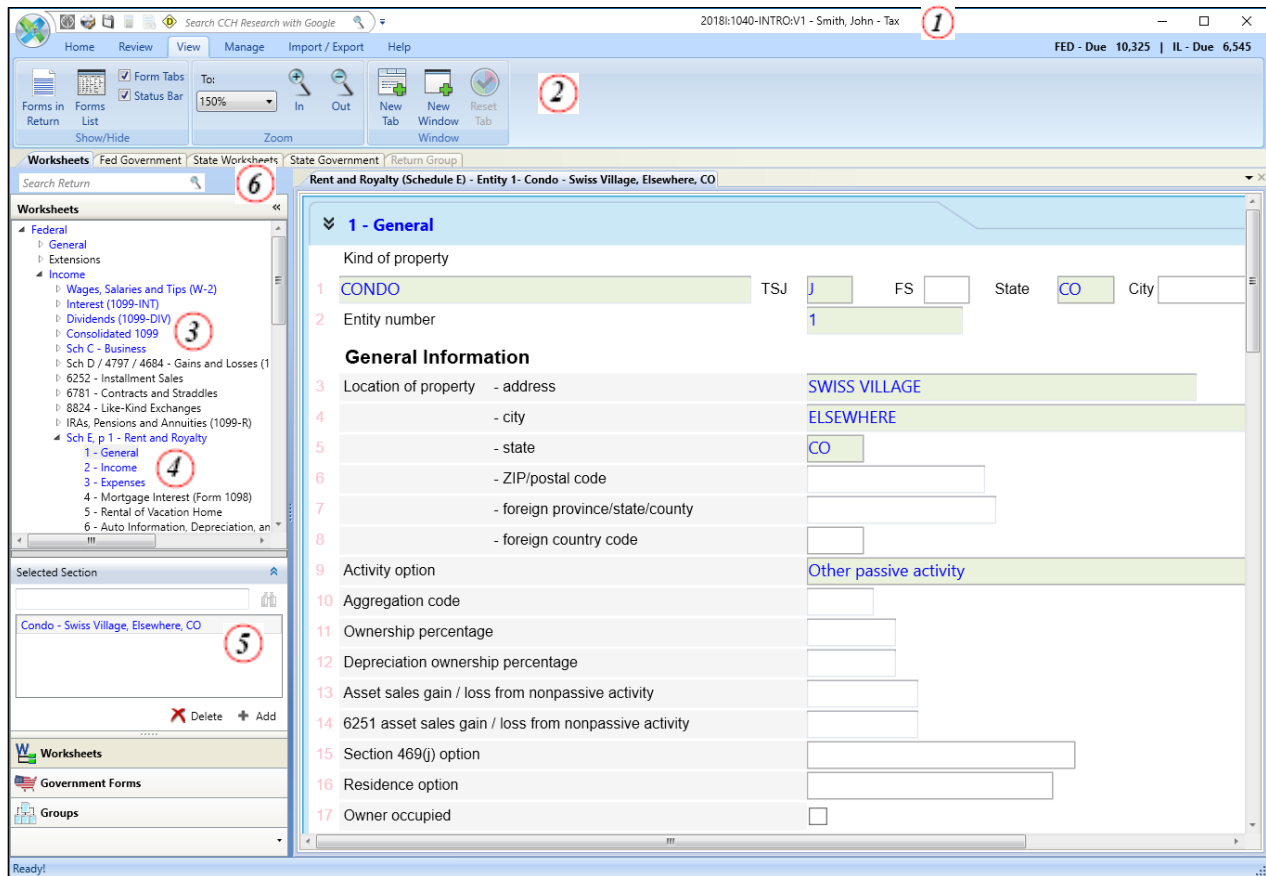 Search CCH Research with Google 2018I:1040-INTRO:V1 - Smith, John - Tax 1
Home Review View Manage Import / Export Help FED - Due 10,325 | IL - Due 6,545
Forms in Return
Forms List
Form Tabs
Status Bar
Show/Hide
To:
150%
In
Out
Zoom
New Tab
New Window
Reset Tab
Window
2
Worksheets Fed Government State Worksheets State Government Return Group
Search Return 6
Worksheets «
Federal
General
Extensions
Income
Wages, Salaries and Tips (W-2)
Interest (1099-INT)
Dividends (1099-DIV)
Consolidated 1099
3
Sch C - Business
Sch D / 4797 / 4684 - Gains and Losses (1
6252 - Installment Sales
6781 - Contracts and Straddles
8824 - Like-Kind Exchanges
IRAs, Pensions and Annuities (1099-R)
Sch E, p 1 - Rent and Royalty
1 - General
2 - Income
4
3 - Expenses
4 - Mortgage Interest (Form 1098)
5 - Rental of Vacation Home
6 - Auto Information, Depreciation, an
Selected Section
Condo - Swiss Village, Elsewhere, CO
5
Delete Add
Worksheets
Government Forms
Groups
Rent and Royalty (Schedule E) - Entity 1- Condo - Swiss Village, Elsewhere, CO
1 - General
Kind of property
1 CONDO TSJ J FS State CO City
2 Entity number 1
General Information
3 Location of property - address SWISS VILLAGE
4 - city ELSEWHERE
5 - state CO
6 - ZIP/postal code
7 - foreign province/state/county
8 - foreign country code
9 Activity option Other passive activity
10 Aggregation code
11 Ownership percentage
12 Depreciation ownership percentage
13 Asset sales gain / loss from nonpassive activity
14 6251 asset sales gain / loss from nonpassive activity
15 Section 469(j) option
16 Residence option
17 Owner occupied
Ready!